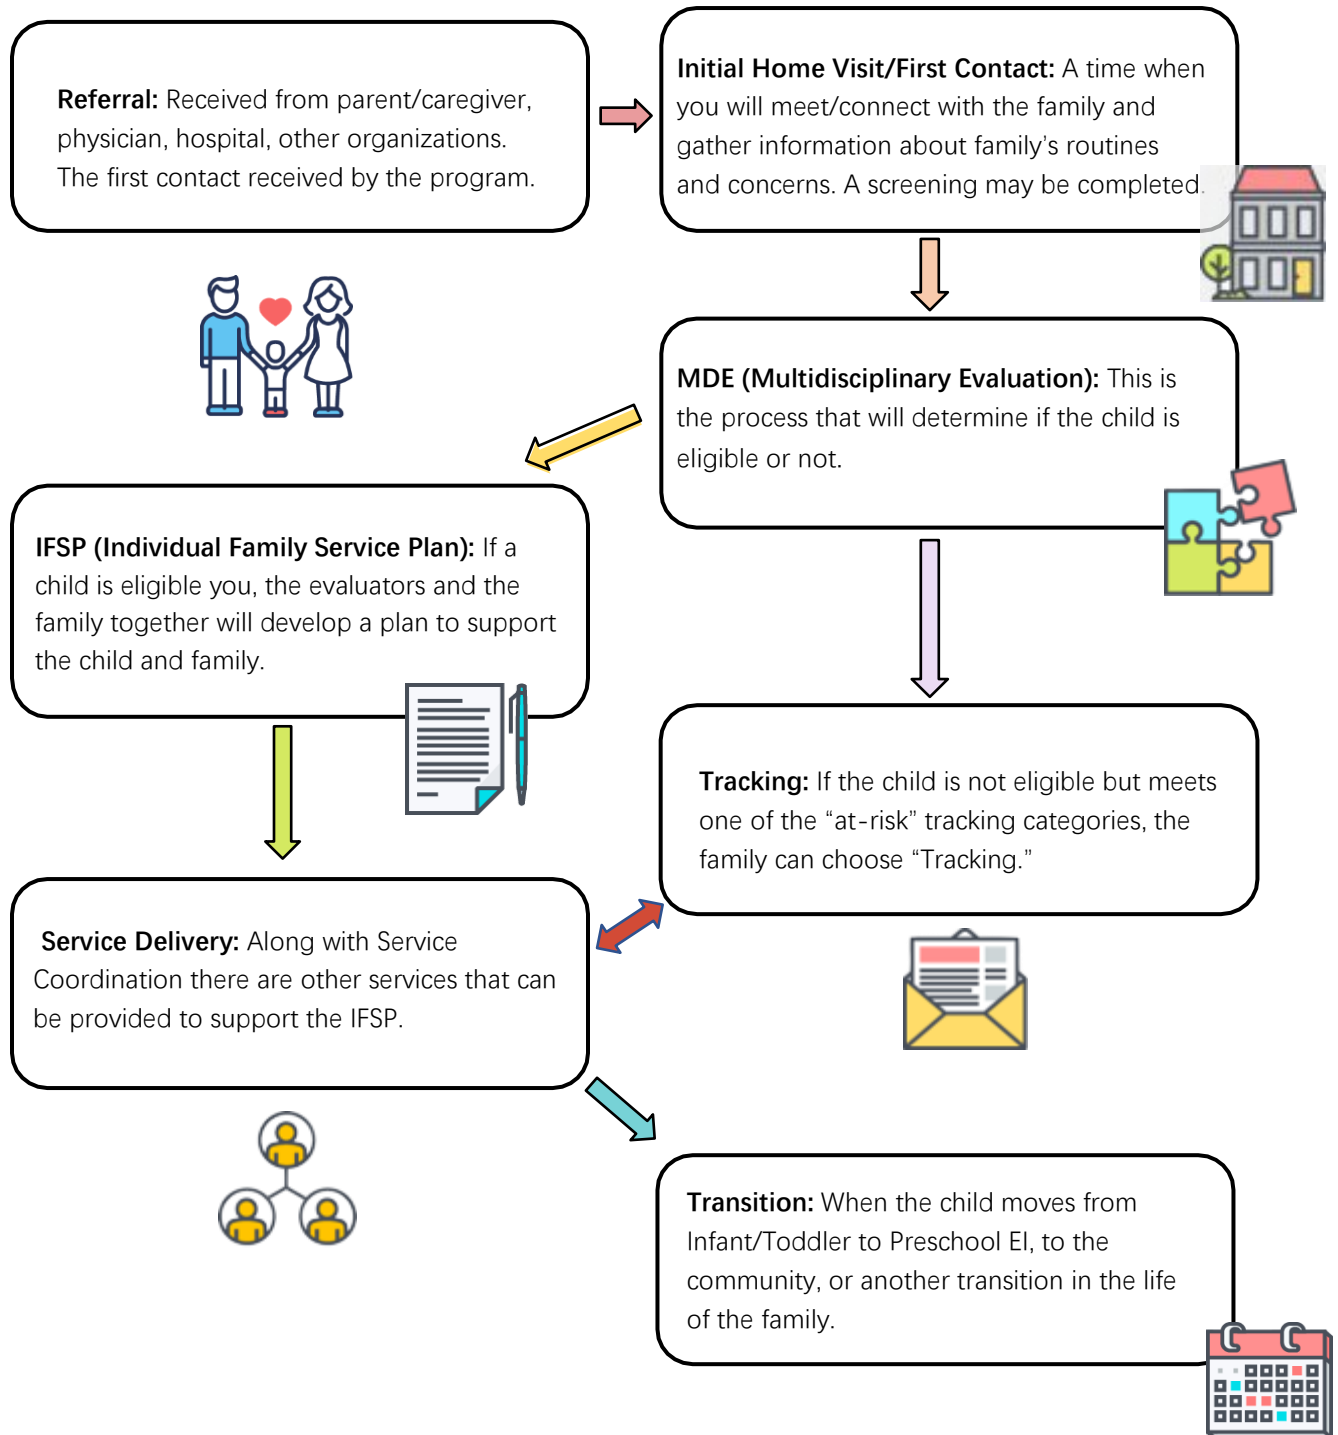 Referral: Received from parent/caregiver,
physician, hospital, other organizations.
The first contact received by the program.
Initial Home Visit/First Contact: A time when
you will meet/connect with the family and
gather information about family’s routines
and concerns. A screening may be completed.
MDE (Multidisciplinary Evaluation): This is
the process that will determine if the child is
eligible or not.
IFSP (Individual Family Service Plan): If a
child is eligible you, the evaluators and the
family together will develop a plan to support
the child and family.
Tracking: If the child is not eligible but meets
one of the “at-risk” tracking categories, the
family can choose “Tracking.”
Service Delivery: Along with Service
Coordination there are other services that can
be provided to support the IFSP.
Transition: When the child moves from
Infant/Toddler to Preschool EI, to the
community, or another transition in the life
of the family.